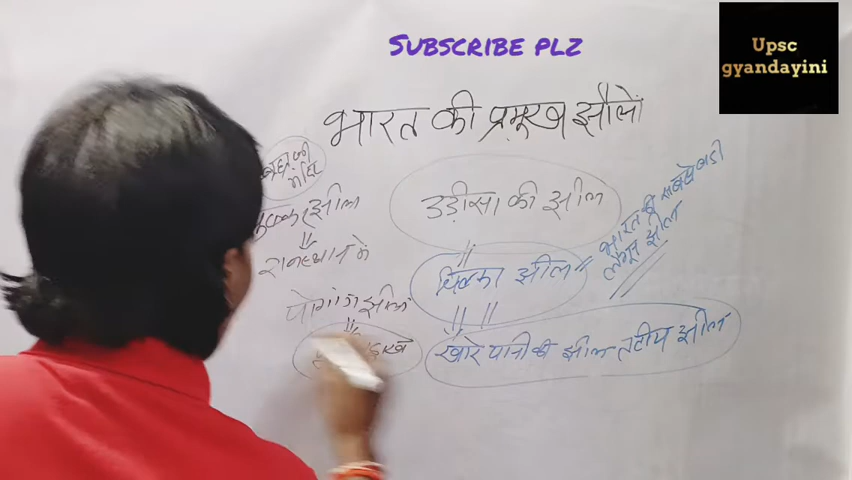 SUBSCRIBE PLZ
Upsc
gyandayini
भारत की प्रमुख झीलें
उड़ीसा की झील
चिल्का झील =
भारत की सबसे बडी
लैगून झील
खारे पानी की झील तटीय झील
मंदिर
झील
राजस्थान मे